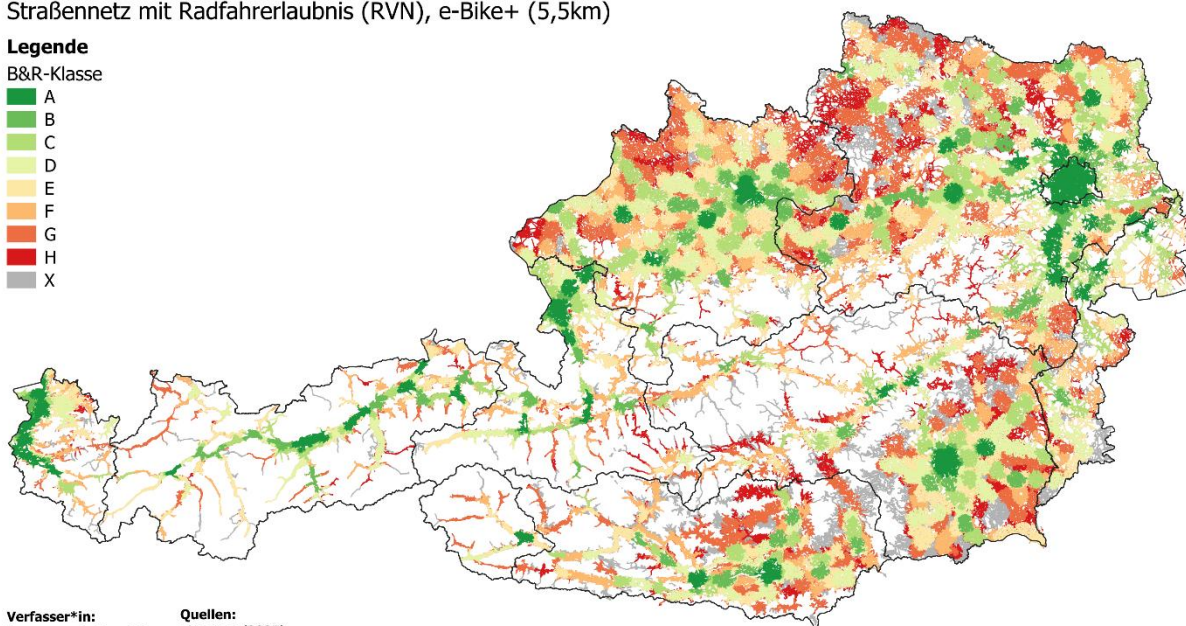 Straßennetz mit Radfahrerlaubnis (RVN), e-Bike+ (5,5km)
Legende
B&R-Klasse
A
B
C
D
E
F
G
H
X
Verfasser*in: Quellen: